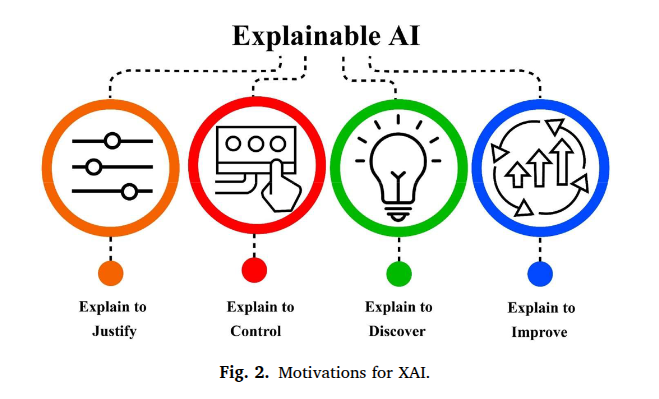 Explainable AI
Explain to
Justify
Explain to
Control
Explain to
Discover
Explain to
Improve
Fig. 2. Motivations for XAI.